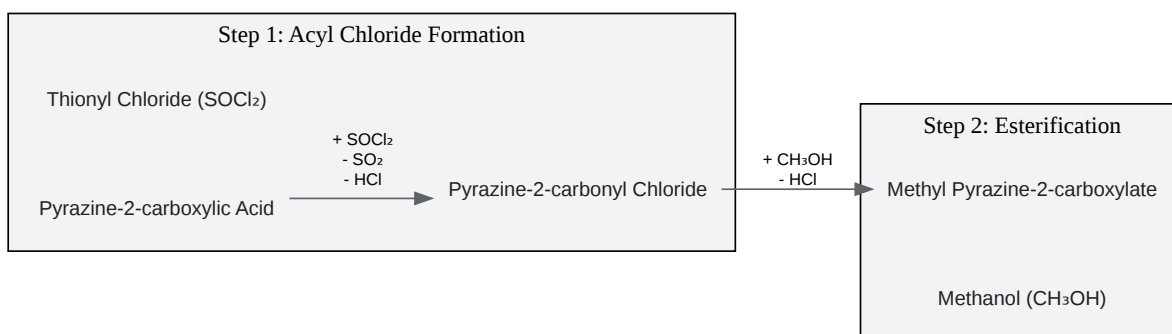 Step 1: Acyl Chloride Formation
Thionyl Chloride (SOCl₂)
Pyrazine-2-carboxylic Acid
+ SOCl₂
- SO₂
- HCl
Pyrazine-2-carbonyl Chloride
+ CH₃OH
- HCl
Step 2: Esterification
Methyl Pyrazine-2-carboxylate
Methanol (CH₃OH)